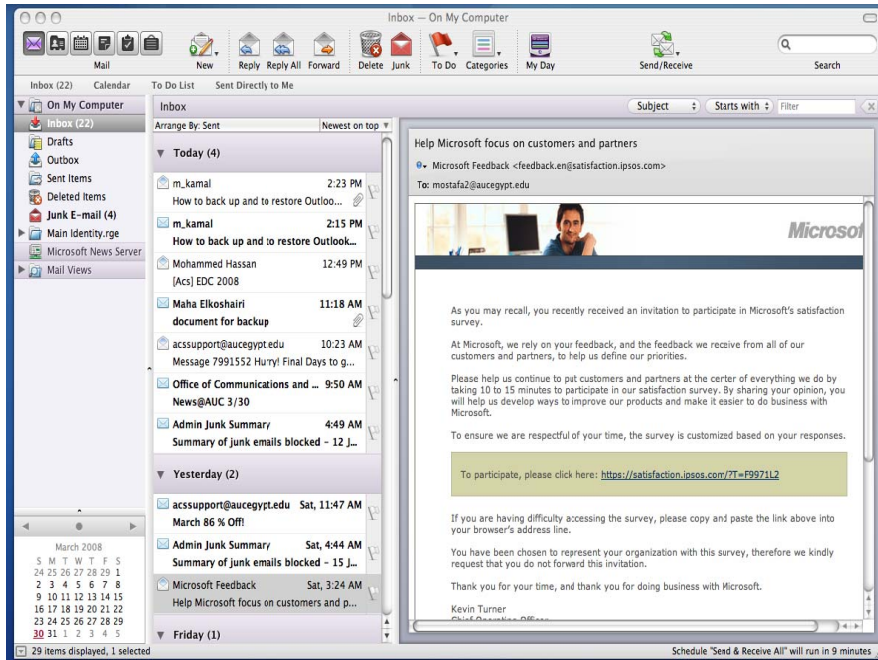 Inbox — On My Computer
Mail
New
Reply Reply All Forward
Delete Junk
To Do Categories
My Day
Send/Receive
Search
Inbox (22) Calendar To Do List Sent Directly to Me
On My Computer
Inbox (22)
Drafts
Outbox
Sent Items
Deleted Items
Junk E-mail (4)
Main Identity.rge
Microsoft News Server
Mail Views
March 2008
S M T W T F S
24 25 26 27 28 29 1
2 3 4 5 6 7 8
9 10 11 12 13 14 15
16 17 18 19 20 21 22
23 24 25 26 27 28 29
30 31 1 2 3 4 5
Inbox
Subject Starts with Filter
Arrange By: Sent Newest on top
Today (4)
m_kamal 2:23 PM
How to back up and to restore Outloo...
m_kamal 2:15 PM
How to back up and to restore Outlook...
Mohammed Hassan 12:49 PM
[Acs] EDC 2008
Maha Elkoshairi 11:18 AM
document for backup
acssupport@aucegypt.edu 10:23 AM
Message 7991552 Hurry! Final Days to g...
Office of Communications and ... 9:50 AM
News@AUC 3/30
Admin Junk Summary 4:49 AM
Summary of junk emails blocked - 12 J...
Yesterday (2)
acssupport@aucegypt.edu Sat, 11:47 AM
March 86 % Off!
Admin Junk Summary Sat, 4:44 AM
Summary of junk emails blocked - 15 J...
Microsoft Feedback Sat, 3:24 AM
Help Microsoft focus on customers and p...
Friday (1)
Help Microsoft focus on customers and partners
Microsoft Feedback <feedback.en@satisfaction.ipsos.com>
To: mostafa2@aucegypt.edu
Microsof
As you may recall, you recently received an invitation to participate in Microsoft's satisfaction
survey.
At Microsoft, we rely on your feedback, and the feedback we receive from all of our
customers and partners, to help us define our priorities.
Please help us continue to put customers and partners at the center of everything we do by
taking 10 to 15 minutes to participate in our satisfaction survey. By sharing your opinion, you
will help us develop ways to improve our products and make it easier to do business with
Microsoft.
To ensure we are respectful of your time, the survey is customized based on your responses.
To participate, please click here: https://satisfaction.ipsos.com/?T=F9971L2
If you are having difficulty accessing the survey, please copy and paste the link above into
your browser's address line.
You have been chosen to represent your organization with this survey, therefore we kindly
request that you do not forward this invitation.
Thank you for your time, and thank you for doing business with Microsoft.
Kevin Turner
Chief Operating Officer
29 items displayed, 1 selected
Schedule "Send & Receive All" will run in 9 minutes